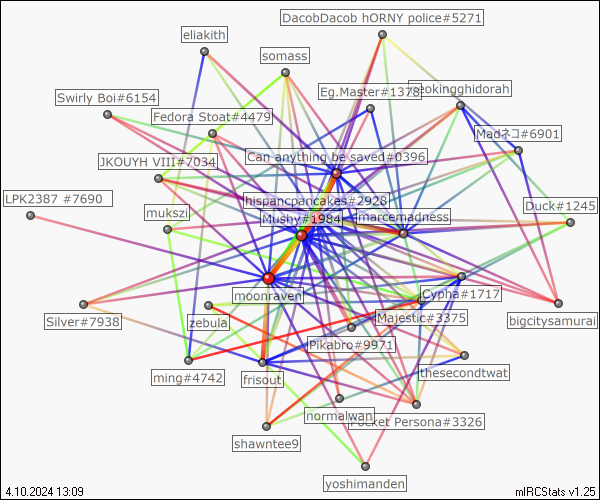 DacobDacob hORNY police#5271
eliakith
somass
Eg.Master#1378
neokingghidorah
Swirly Boi#6154
Fedora Stoat#4479
Madネコ#6901
Can anything be saved#0396
JKOUYH VIII#7034
LPK2387 #7690
hispancpancakes#2928
Duck#1245
mukszi
Mushy#1984
marcemadness
moonraven
Cypha#1717
Silver#7938
zebula
Majestic#3375
bigcitysamurai
Pikabro#9971
thesecondtwat
ming#4742
frisout
normalwan
Pocket Persona#3326
shawntee9
yoshimanden
4.10.2024 13:09
mIRCStats v1.25